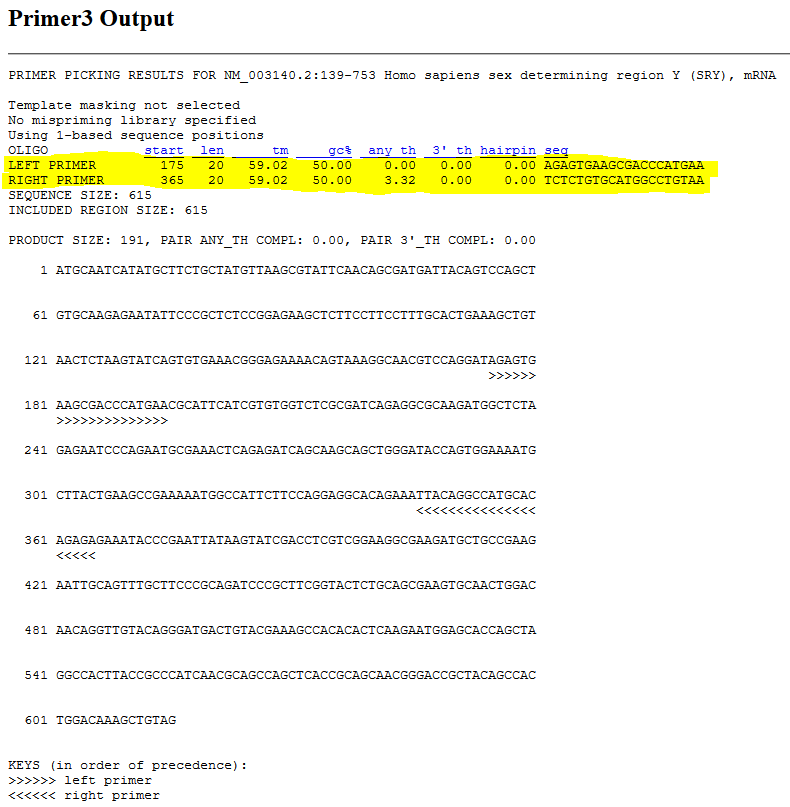 Primer3 Output
PRIMER PICKING RESULTS FOR NM_003140.2:139-753 Homo sapiens sex determining region Y (SRY), mRNA
Template masking not selected
No mispriming library specified
Using 1-based sequence positions
OLIGO start len tm gc% any th 3' th hairpin seq
LEFT PRIMER 175 20 59.02 50.00 0.00 0.00 0.00 AGAGTGAAGCGACCCATGAA
RIGHT PRIMER 365 20 59.02 50.00 3.32 0.00 0.00 TCTCTGTGCATGGCCTGTAA
SEQUENCE SIZE: 615
INCLUDED REGION SIZE: 615
PRODUCT SIZE: 191, PAIR ANY_TH COMPL: 0.00, PAIR 3'_TH COMPL: 0.00
1 ATGCAATCATATGCTTCTGCTATGTTAAGCGTATTCAACAGCGATGATTACAGTCCAGCT
61 GTGCAAGAGAATATTCCCGCTCTCCGGAGAAGCTCTTCCTTCCTTTGCACTGAAAGCTGT
121 AACTCTAAGTATCAGTGTGAAACGGGAGAAAACAGTAAAGGCAACGTCCAGGATAGAGTG
>>>>>>
181 AAGCGACCCATGAACGCATTCATCGTGTGGTCTCGCGATCAGAGGCGCAAGATGGCTCTA
>>>>>>>>>>>>>>
241 GAGAATCCCAGAATGCGAAACTCAGAGATCAGCAAGCAGCTGGGATACCAGTGGAAAATG
301 CTTACTGAAGCCGAAAAATGGCCATTCTTCCAGGAGGCACAGAAATTACAGGCCATGCAC
<<<<<<<<<<<<<<<
361 AGAGAGAAATACCCGAATTATAAGTATCGACCTCGTCGGAAGGCGAAGATGCTGCCGAAG
<<<<<
421 AATTGCAGTTTGCTTCCCGCAGATCCCGCTTCGGTACTCTGCAGCGAAGTGCAACTGGAC
481 AACAGGTTGTACAGGGATGACTGTACGAAAGCCACACACTCAAGAATGGAGCACCAGCTA
541 GGCCACTTACCGCCCATCAACGCAGCCAGCTCACCGCAGCAACGGGACCGCTACAGCCAC
601 TGGACAAAGCTGTAG
KEYS (in order of precedence):
>>>>>> left primer
<<<<<< right primer